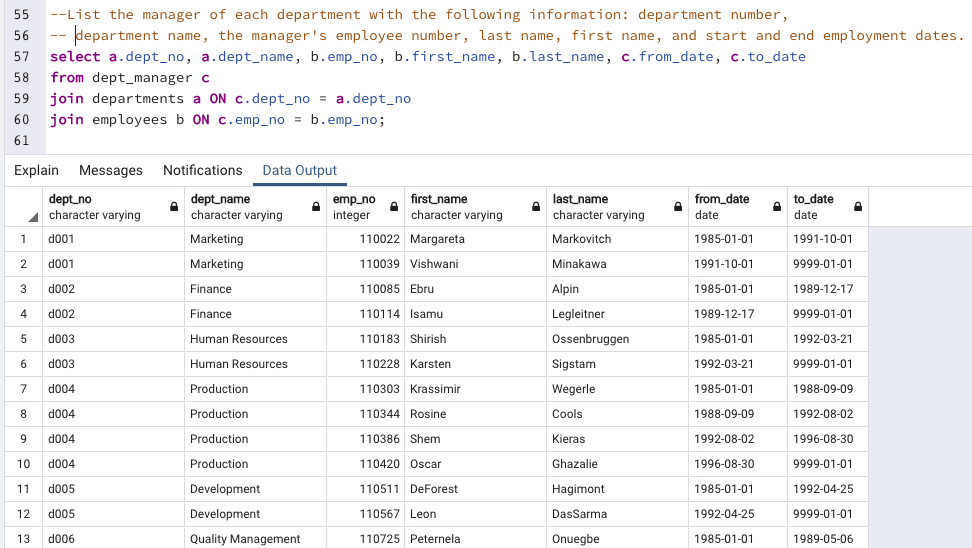 55 --List the manager of each department with the following information: department number,
56 -- department name, the manager's employee number, last name, first name, and start and end employment dates.
57 select a.dept_no, a.dept_name, b.emp_no, b.first_name, b.last_name, c.from_date, c.to_date
58 from dept_manager c
59 join departments a ON c.dept_no = a.dept_no
60 join employees b ON c.emp_no = b.emp_no;
61
Explain Messages Notifications Data Output
dept_no dept_name emp_no first_name last_name from_date to_date
character varying character varying integer character varying character varying date date
1 d001 Marketing 110022 Margareta Markovitch 1985-01-01 1991-10-01
2 d001 Marketing 110039 Vishwani Minakawa 1991-10-01 9999-01-01
3 d002 Finance 110085 Ebru Alpin 1985-01-01 1989-12-17
4 d002 Finance 110114 Isamu Legleitner 1989-12-17 9999-01-01
5 d003 Human Resources 110183 Shirish Ossenbruggen 1985-01-01 1992-03-21
6 d003 Human Resources 110228 Karsten Sigstam 1992-03-21 9999-01-01
7 d004 Production 110303 Krassimir Wegerle 1985-01-01 1988-09-09
8 d004 Production 110344 Rosine Cools 1988-09-09 1992-08-02
9 d004 Production 110386 Shem Kieras 1992-08-02 1996-08-30
10 d004 Production 110420 Oscar Ghazalie 1996-08-30 9999-01-01
11 d005 Development 110511 DeForest Hagimont 1985-01-01 1992-04-25
12 d005 Development 110567 Leon DasSarma 1992-04-25 9999-01-01
13 d006 Quality Management 110725 Peternela Onuegbe 1985-01-01 1989-05-06